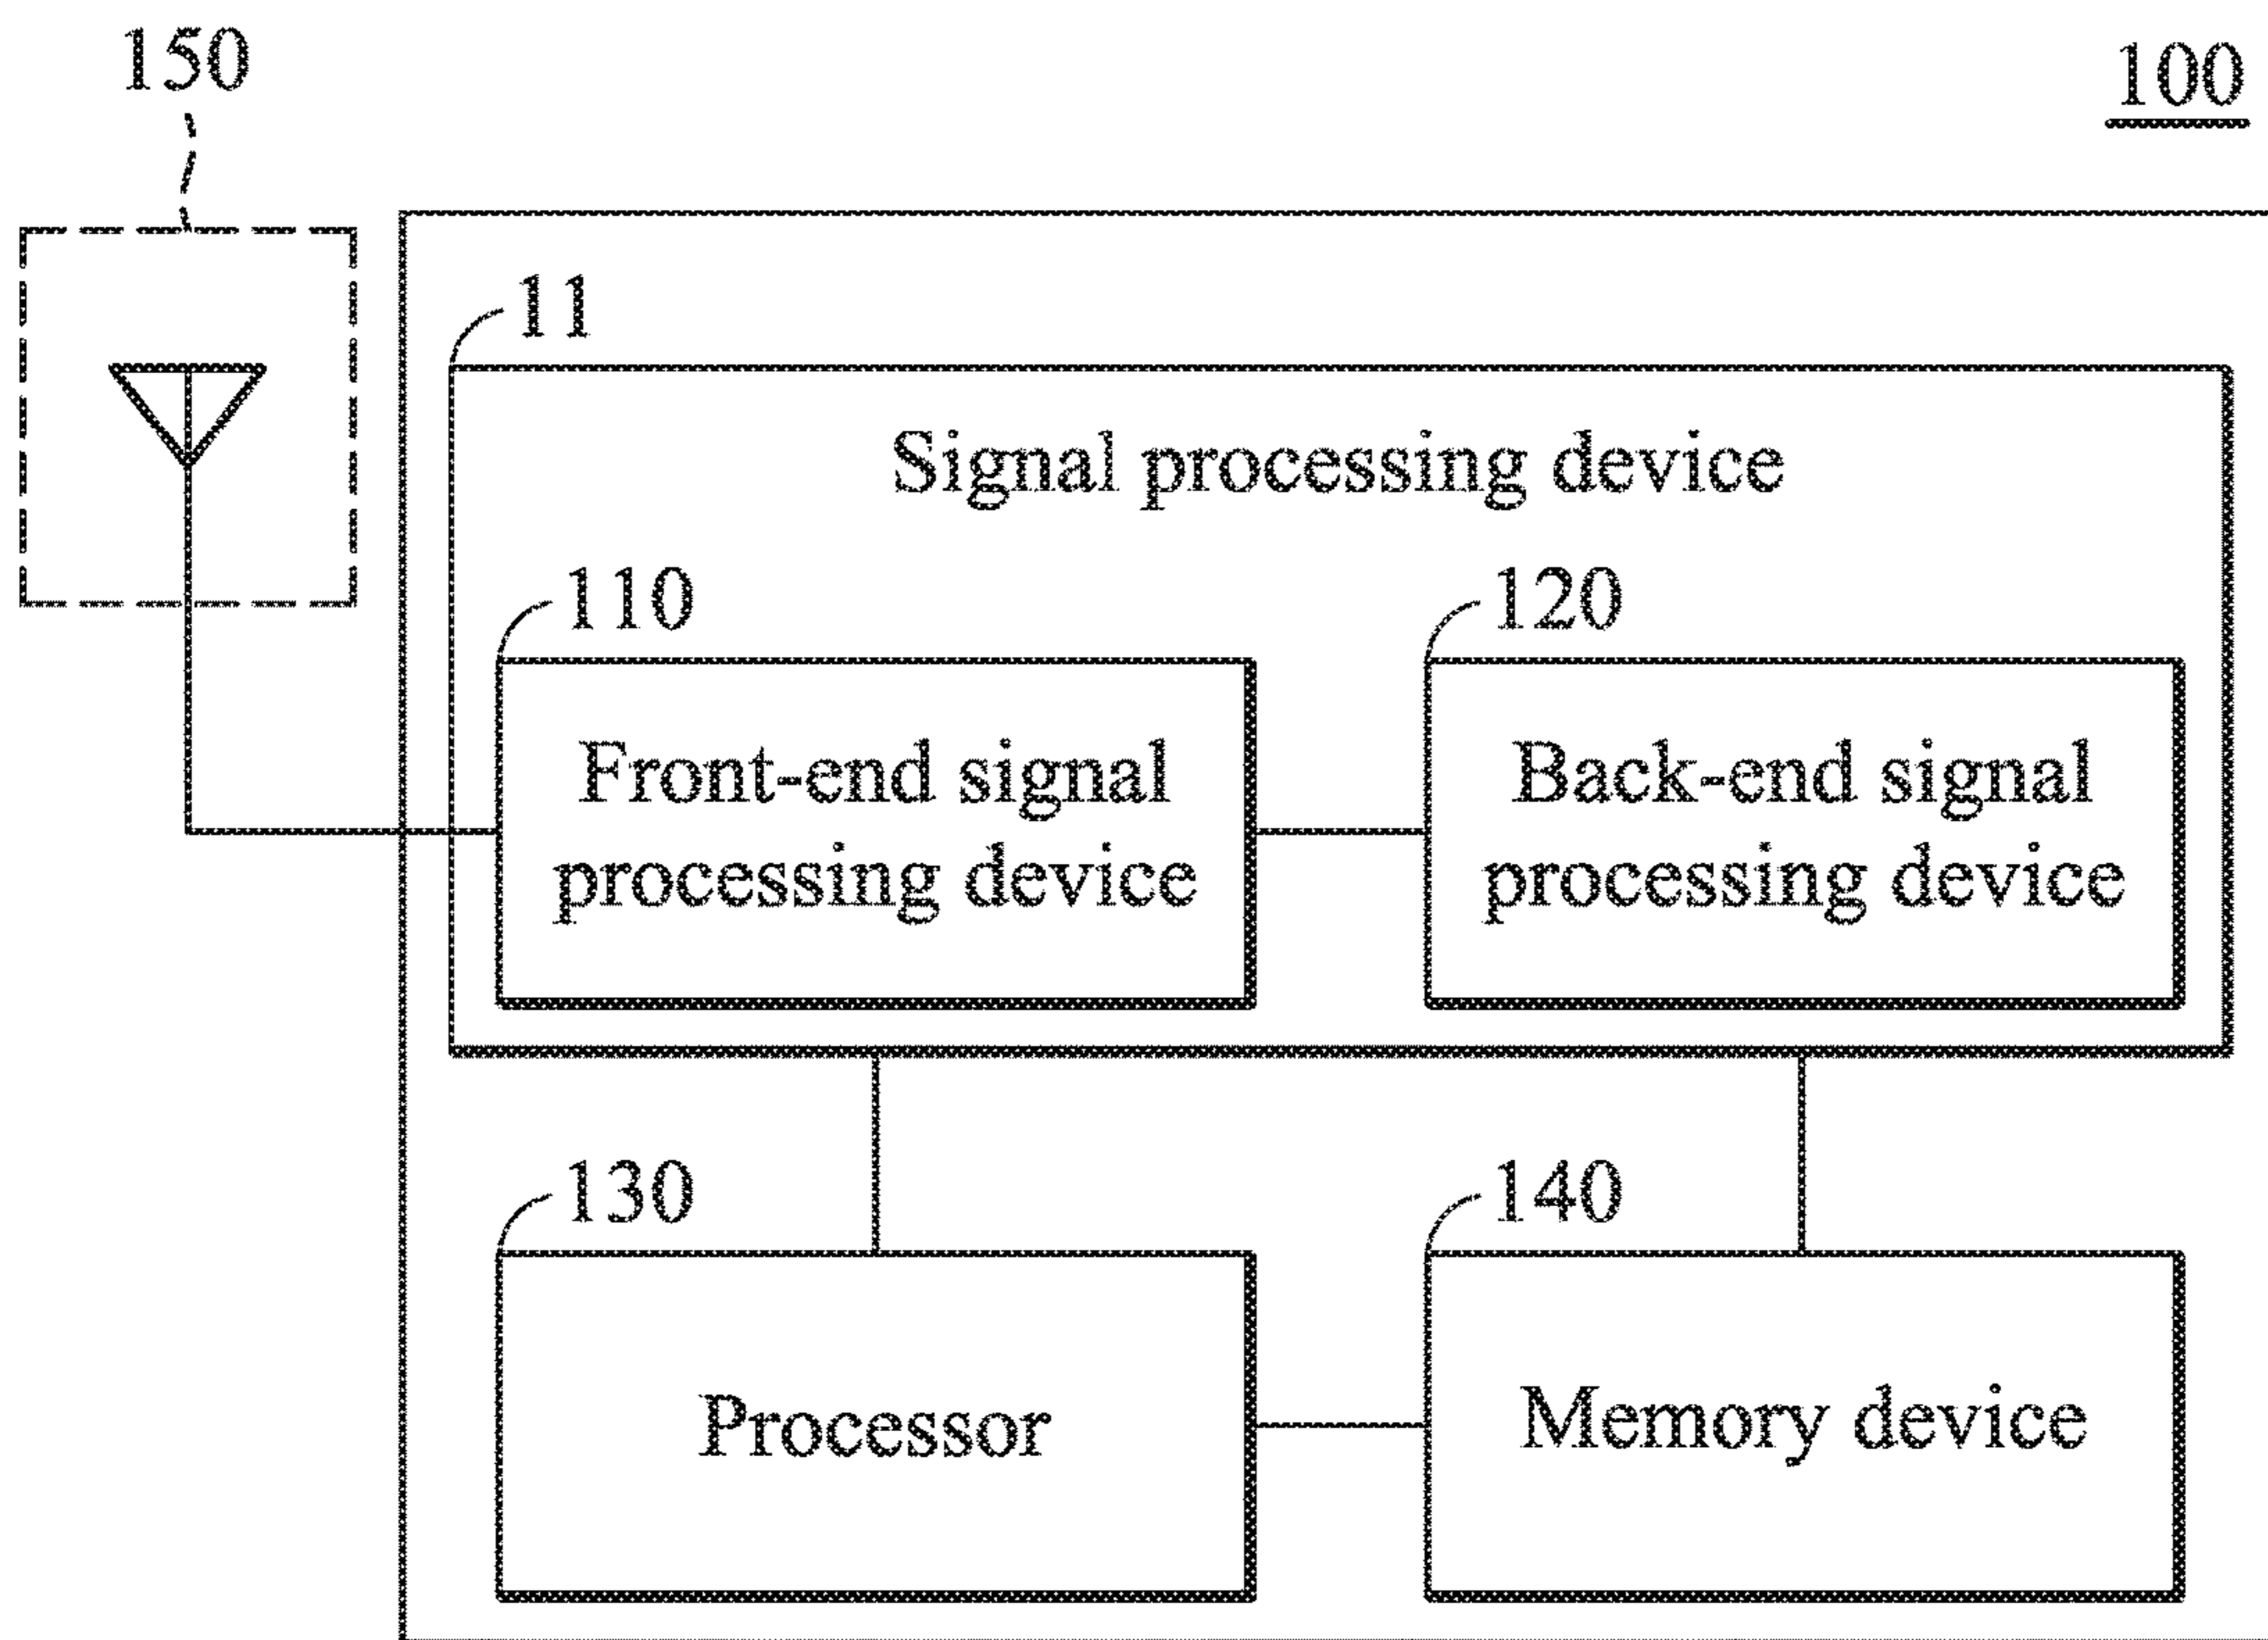 150
100
11
Signal processing device
110
120
Front-end signal
processing device
Back-end signal
processing device
130
140
Processor
Memory device